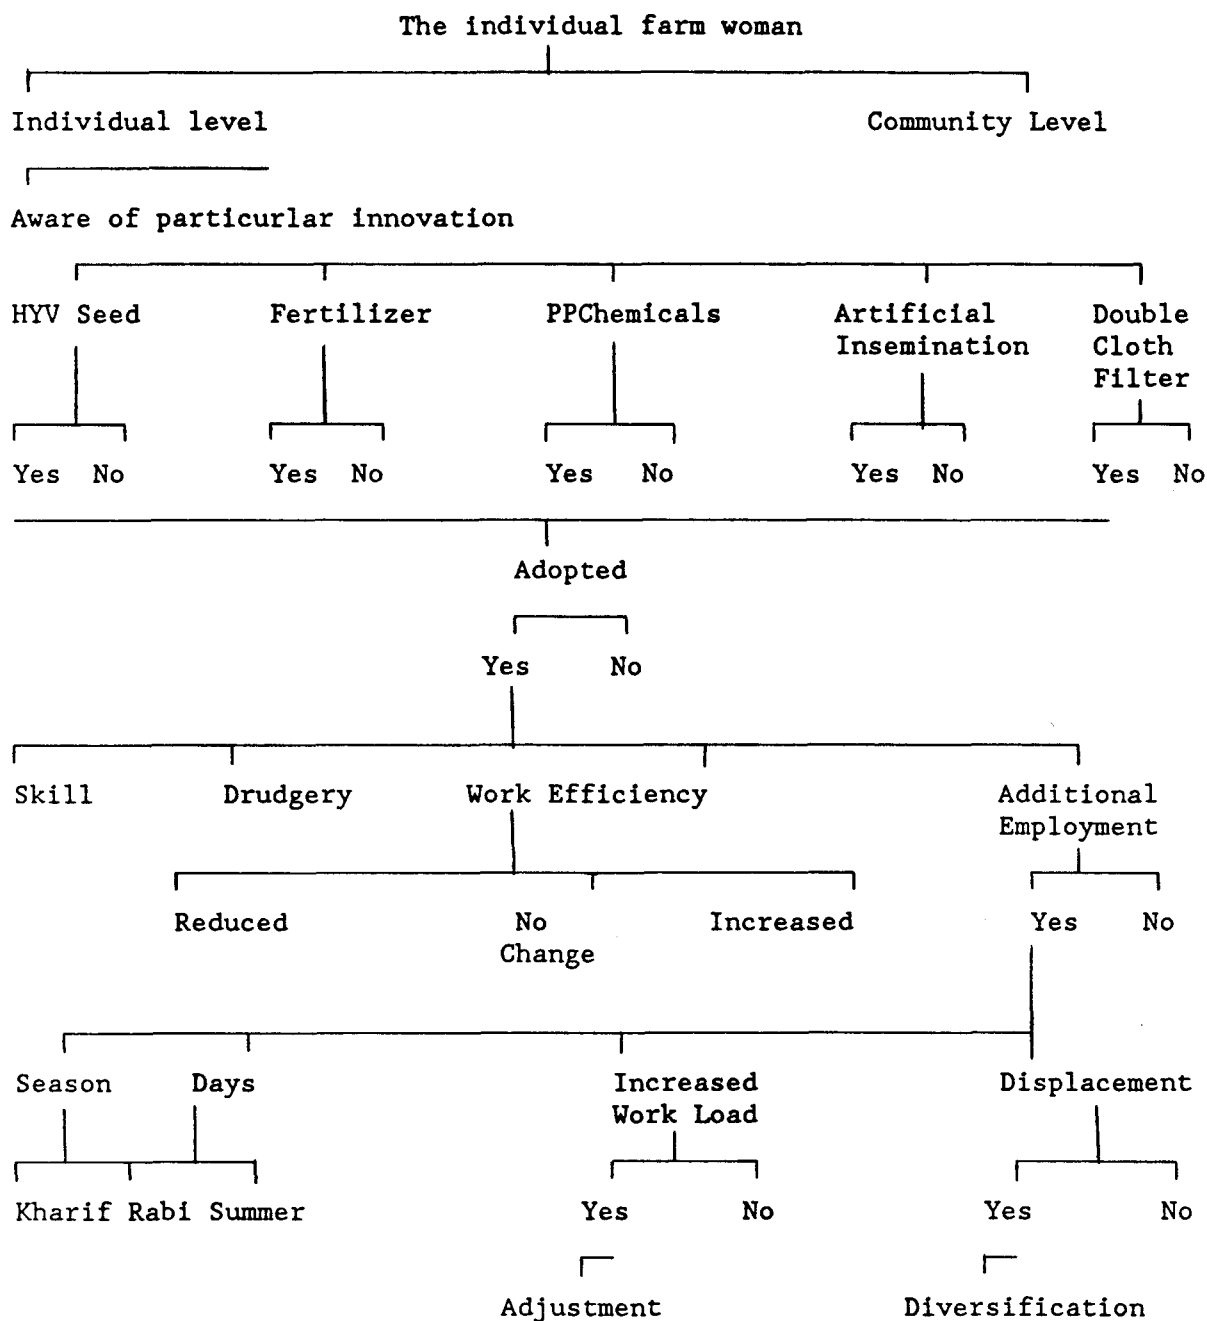 The individual farm woman
Individual level Community Level
Aware of particurlar innovation
HYV Seed Fertilizer PPChemicals Artificial Double
Insemination Cloth
Filter
Yes No Yes No Yes No Yes No Yes No
Adopted
Yes No
Skill Drudgery Work Efficiency Additional
Employment
Reduced No Increased Yes No
Change
Season Days Increased Displacement
Work Load
Kharif Rabi Summer Yes No Yes No
Adjustment Diversification